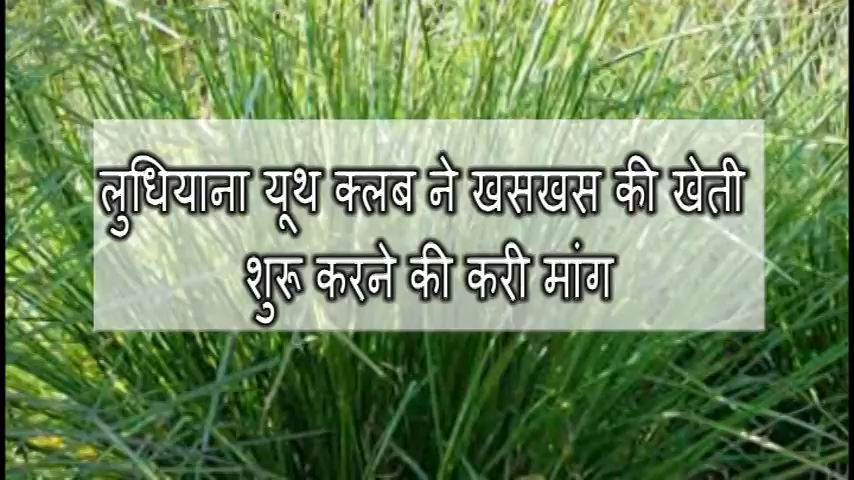 लुधियाना यूथ क्लब ने खसखस की खेती
शुरू करने की करी मांग